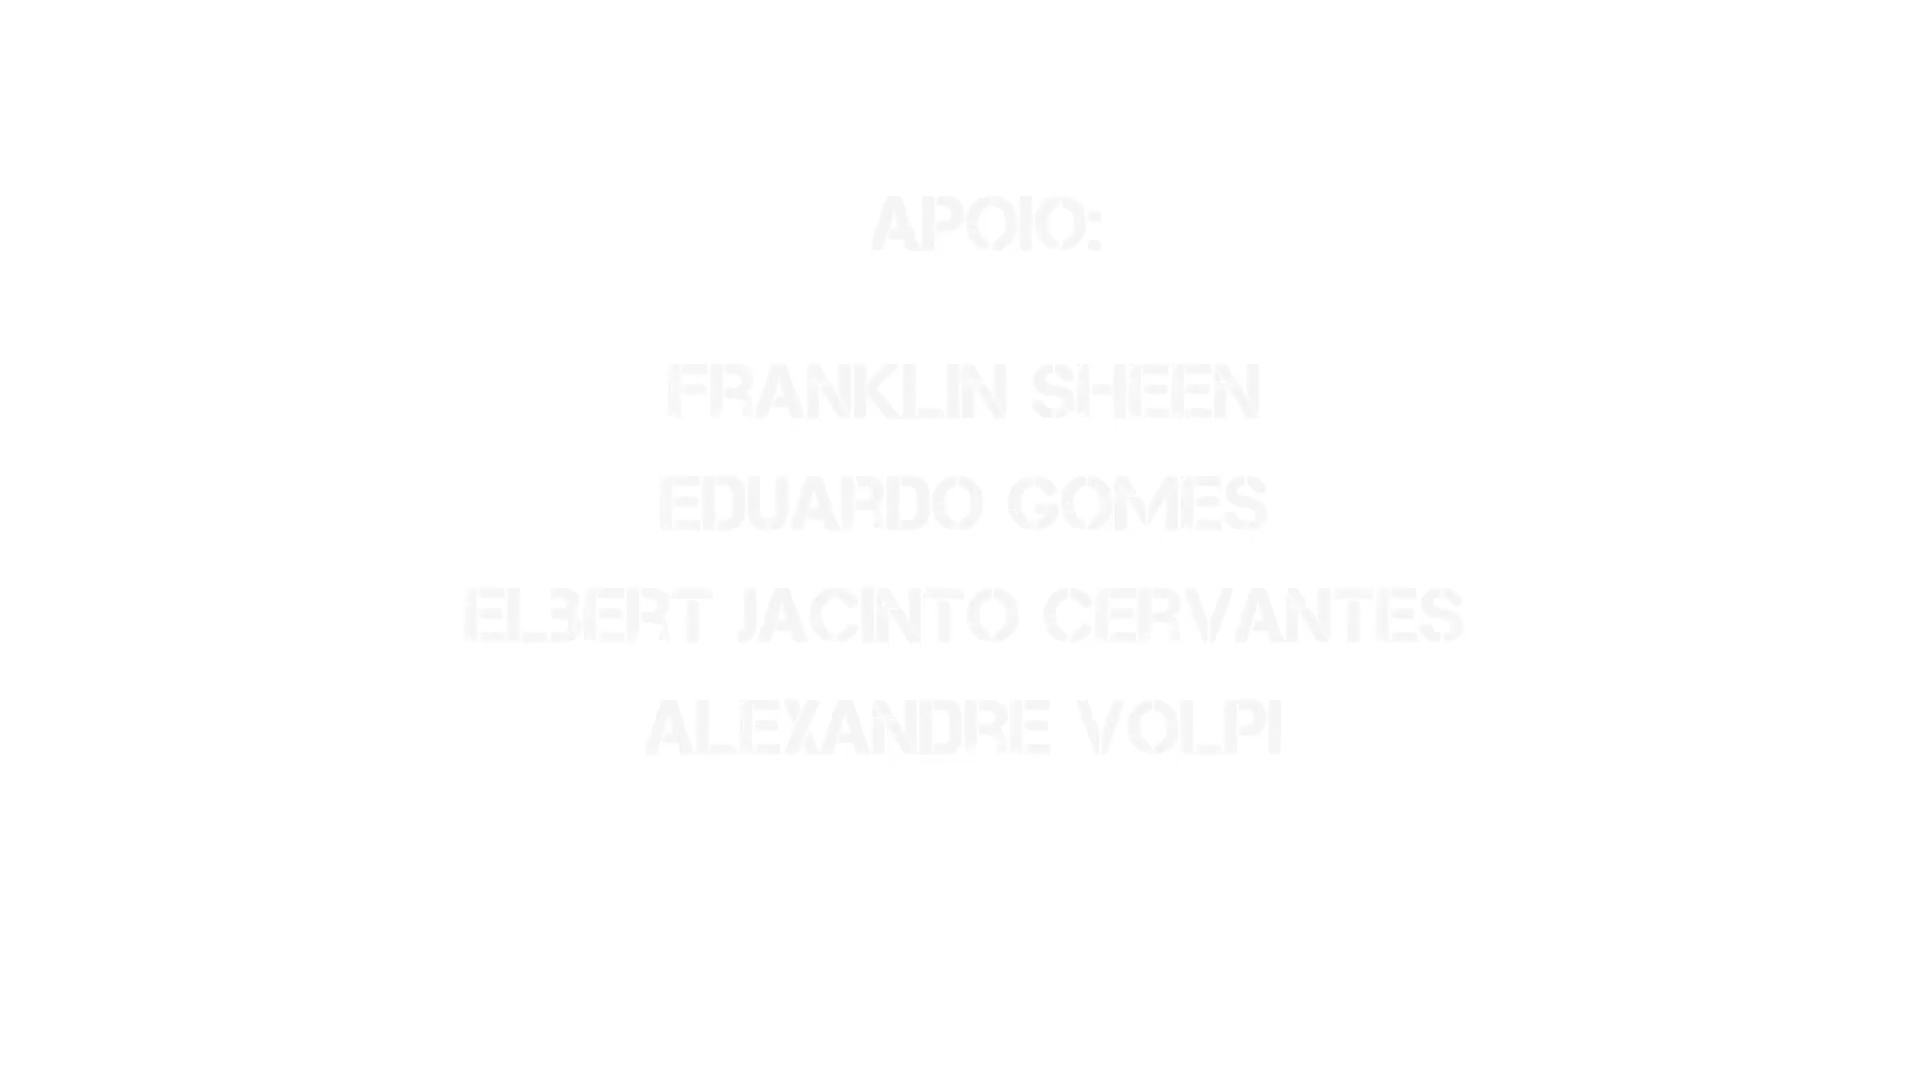 APOIO:
FRANKLIN SHEEN
EDUARDO GOMES
ELBERT JACINTO CERVANTES
ALEXANDRE VOLPI